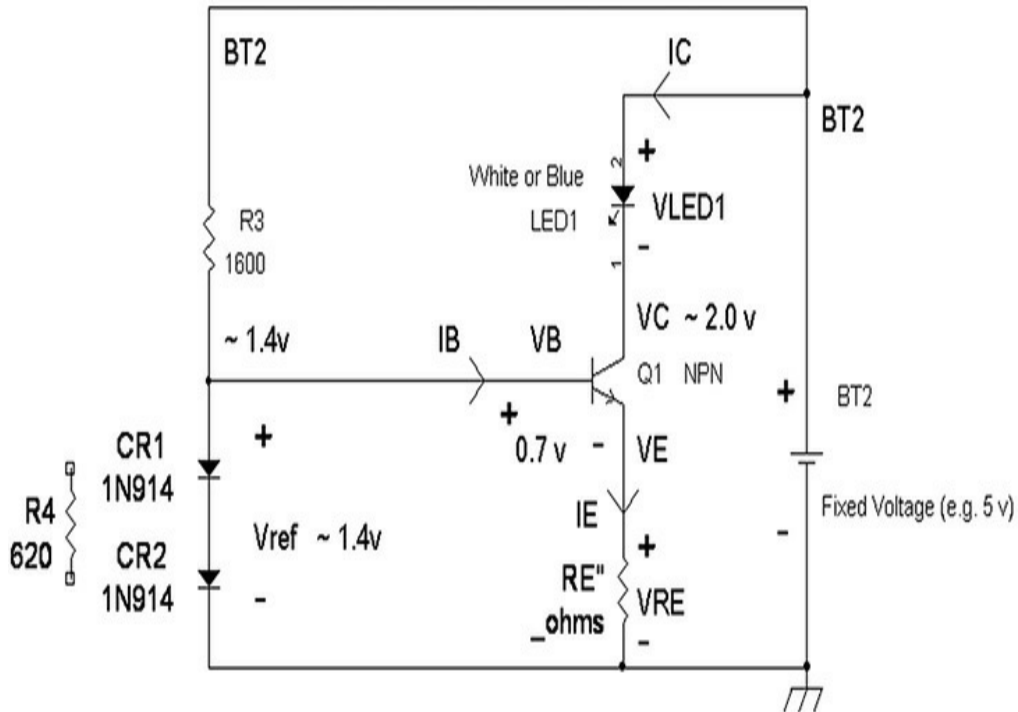 BT2
IC
BT2
White or Blue
LED1
2
+
VLED1
-
1
R3
1600
~ 1.4v
IB
VB
VC ~ 2.0 v
Q1 NPN
+
0.7 v
-
VE
+
BT2
-
Fixed Voltage (e.g. 5 v)
CR1
1N914
+
R4
620
Vref ~ 1.4v
CR2
1N914
-
IE
+
RE"
_ohms
VRE
-